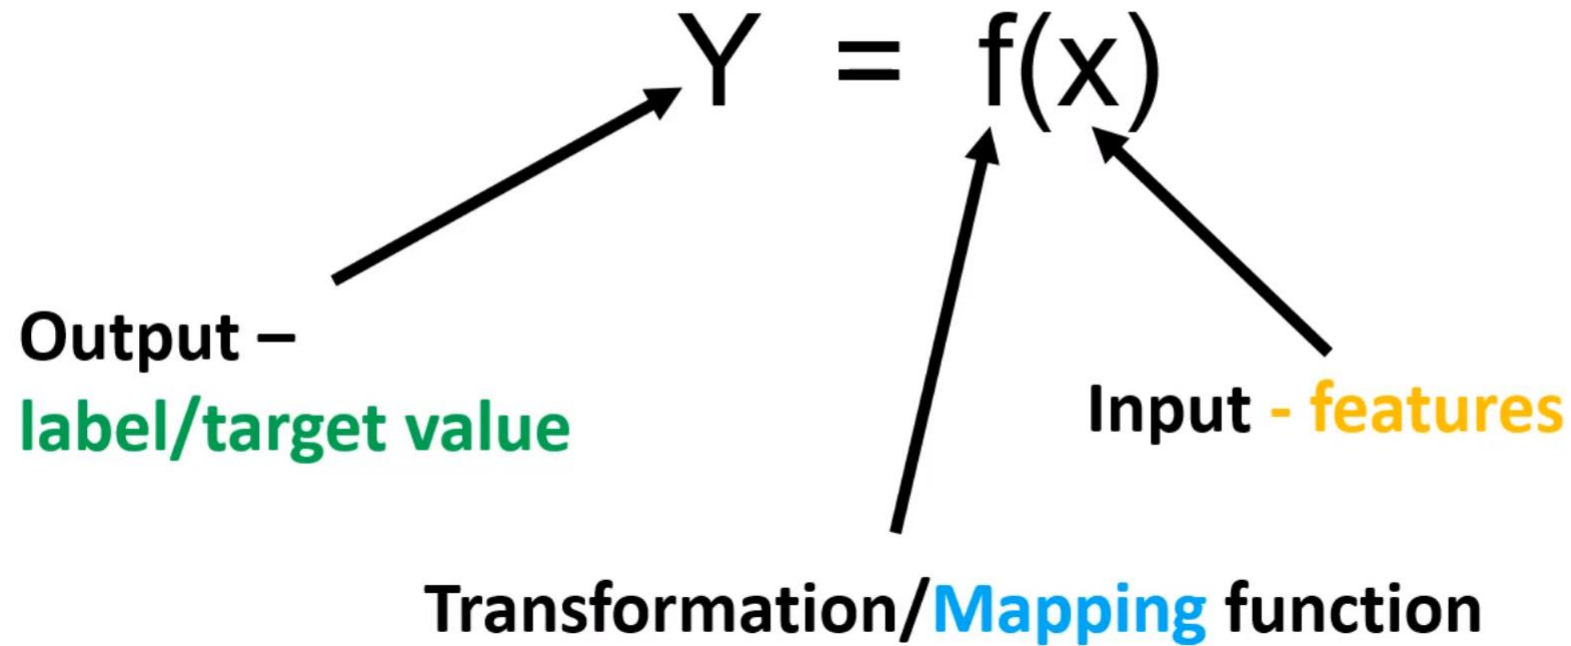 Y = f(x)
Output –
label/target value
Input - features
Transformation/Mapping function